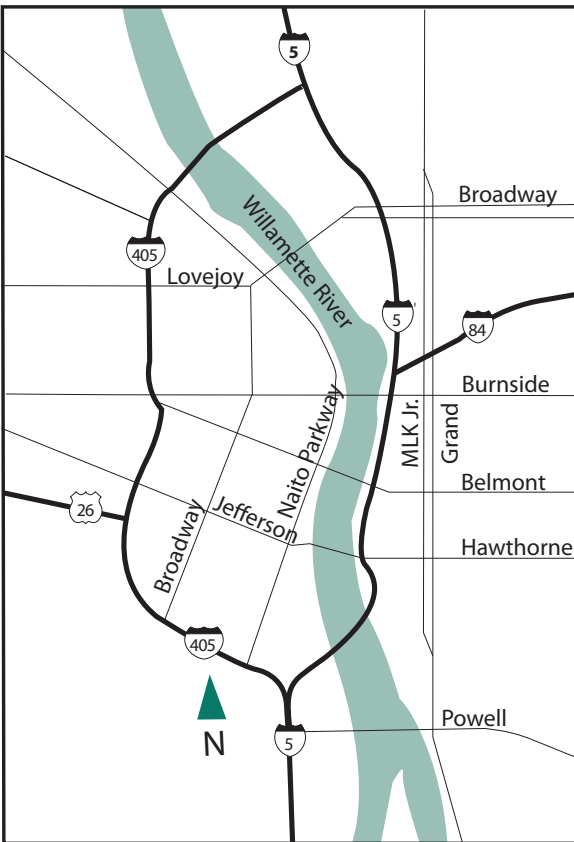 5
Broadway
Willamette River
405
Lovejoy
5
84
Burnside
Naito Parkway
MLK Jr.
Grand
Belmont
26
Jefferson
Broadway
Hawthorne
405
N
Powell
5